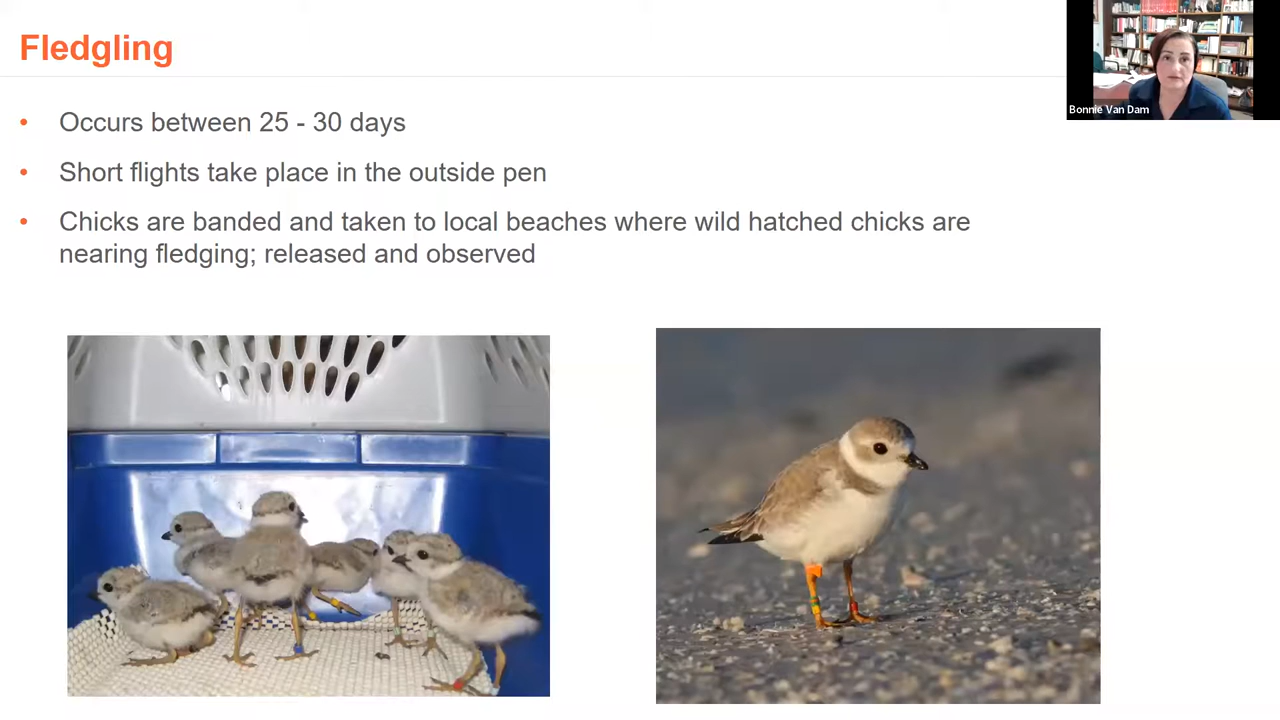 Fledgling
Bonnie Van Dam
• Occurs between 25 - 30 days
• Short flights take place in the outside pen
• Chicks are banded and taken to local beaches where wild hatched chicks are
nearing fledging; released and observed